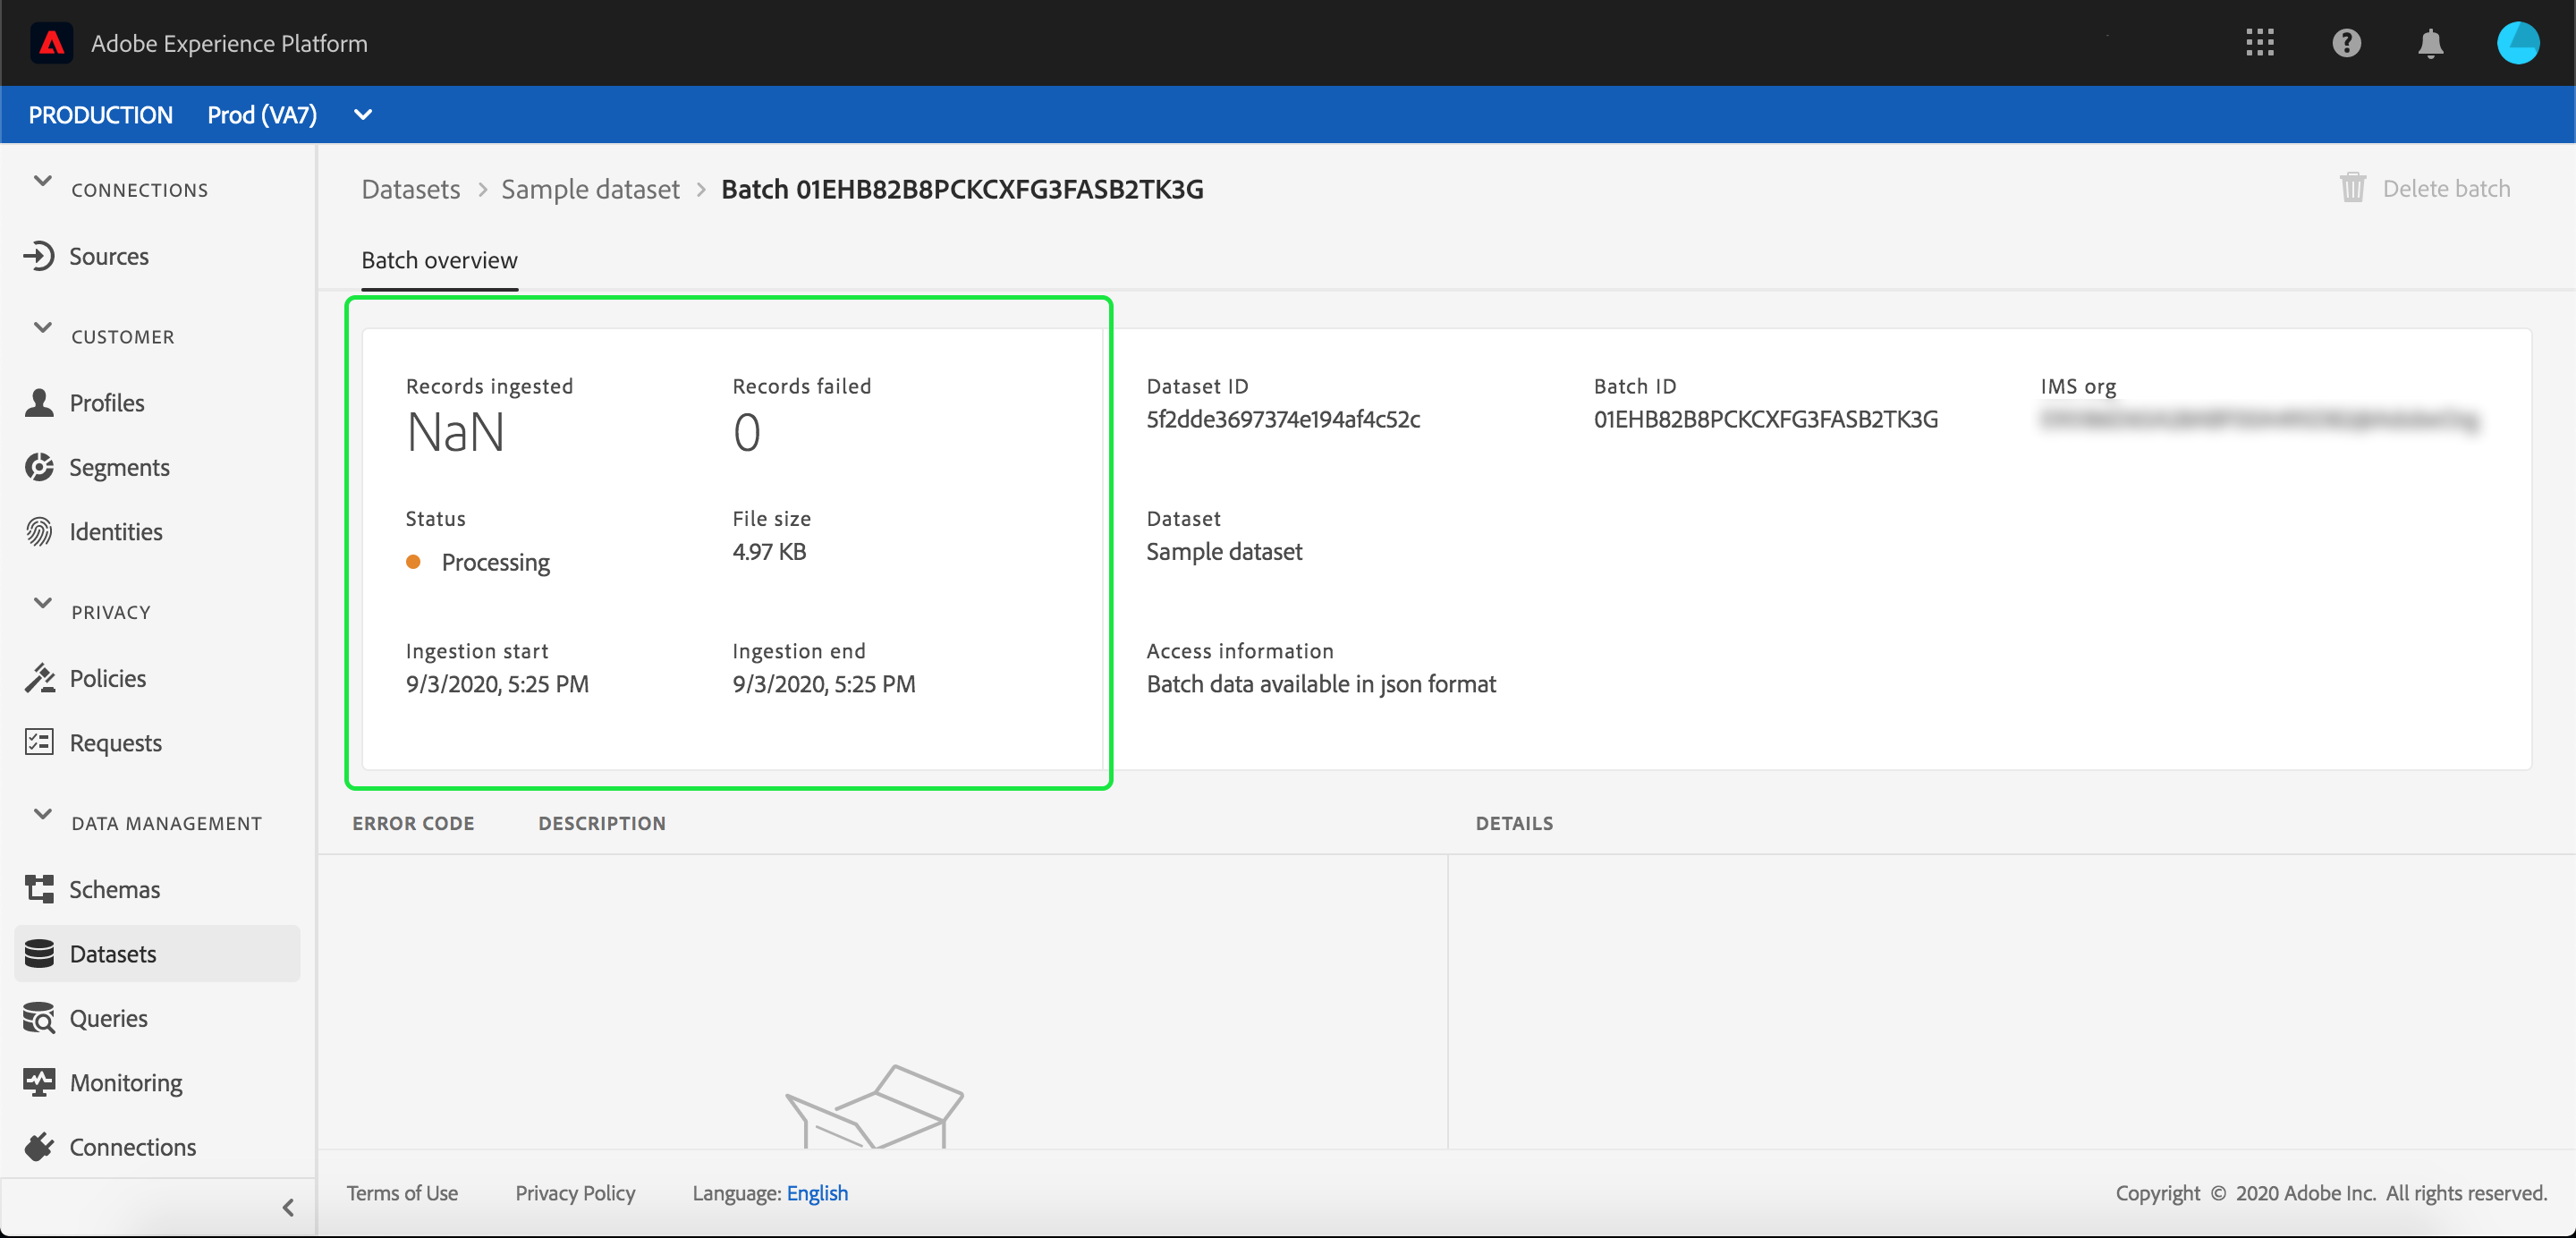 Adobe Experience Platform
PRODUCTION Prod (VA7)
CONNECTIONS
Sources
CUSTOMER
Profiles
Segments
Identities
PRIVACY
Policies
Requests
DATA MANAGEMENT
Schemas
Datasets
Queries
Monitoring
Connections
Datasets > Sample dataset > Batch 01EHB82B8PCKCXFG3FASB2TK3G
Delete batch
Batch overview
Records ingested
NaN
Records failed
0
Status
Processing
File size
4.97 KB
Ingestion start
9/3/2020, 5:25 PM
Ingestion end
9/3/2020, 5:25 PM
Dataset ID
5f2dde3697374e194af4c52c
Batch ID
01EHB82B8PCKCXFG3FASB2TK3G
IMS org
Dataset
Sample dataset
Access information
Batch data available in json format
ERROR CODE DESCRIPTION DETAILS
Terms of Use Privacy Policy Language: English
Copyright © 2020 Adobe Inc. All rights reserved.